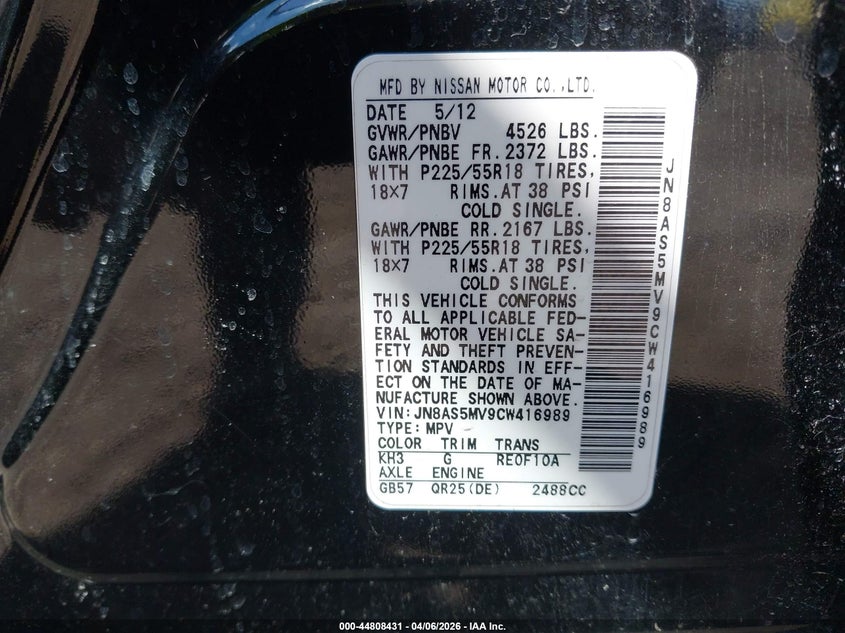 MFD BY NISSAN MOTOR CO.,LTD.
DATE 5/12
GVWR/PNBV 4526 LBS.
GAWR/PNBE FR.2372 LBS.
WITH P225/55R18 TIRES,
18X7 RIMS.AT 38 PSI
COLD SINGLE.
GAWR/PNBE RR.2167 LBS.
WITH P225/55R18 TIRES,
18X7 RIMS.AT 38 PSI
COLD SINGLE.
THIS VEHICLE CONFORMS
TO ALL APPLICABLE FED-
ERAL MOTOR VEHICLE SA-
FETY AND THEFT PREVEN-
TION STANDARDS IN EFF-
ECT ON THE DATE OF MA-
NUFACTURE SHOWN ABOVE.
VIN:JN8AS5MV9CW416989
TYPE: MPV
COLOR TRIM TRANS
KH3 G RE0F10A
AXLE ENGINE
GB57 QR25(DE) 2488CC
JN8AS5MV9CW416989
000-44808431 - 04/06/2026 - IAA Inc.